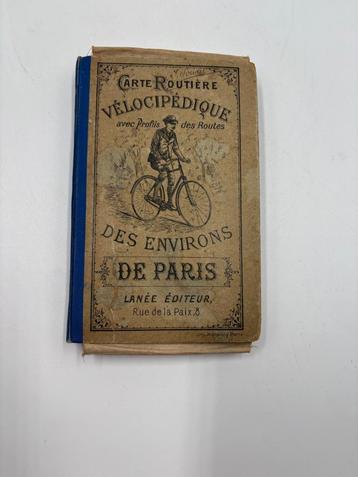 CARTE ROUTIÈRE
VÉLOCIPÉDIQUE
avec Profils des Routes
DES ENVIRONS
DE PARIS
LANÉE ÉDITEUR,
Rue de la Paix, 8